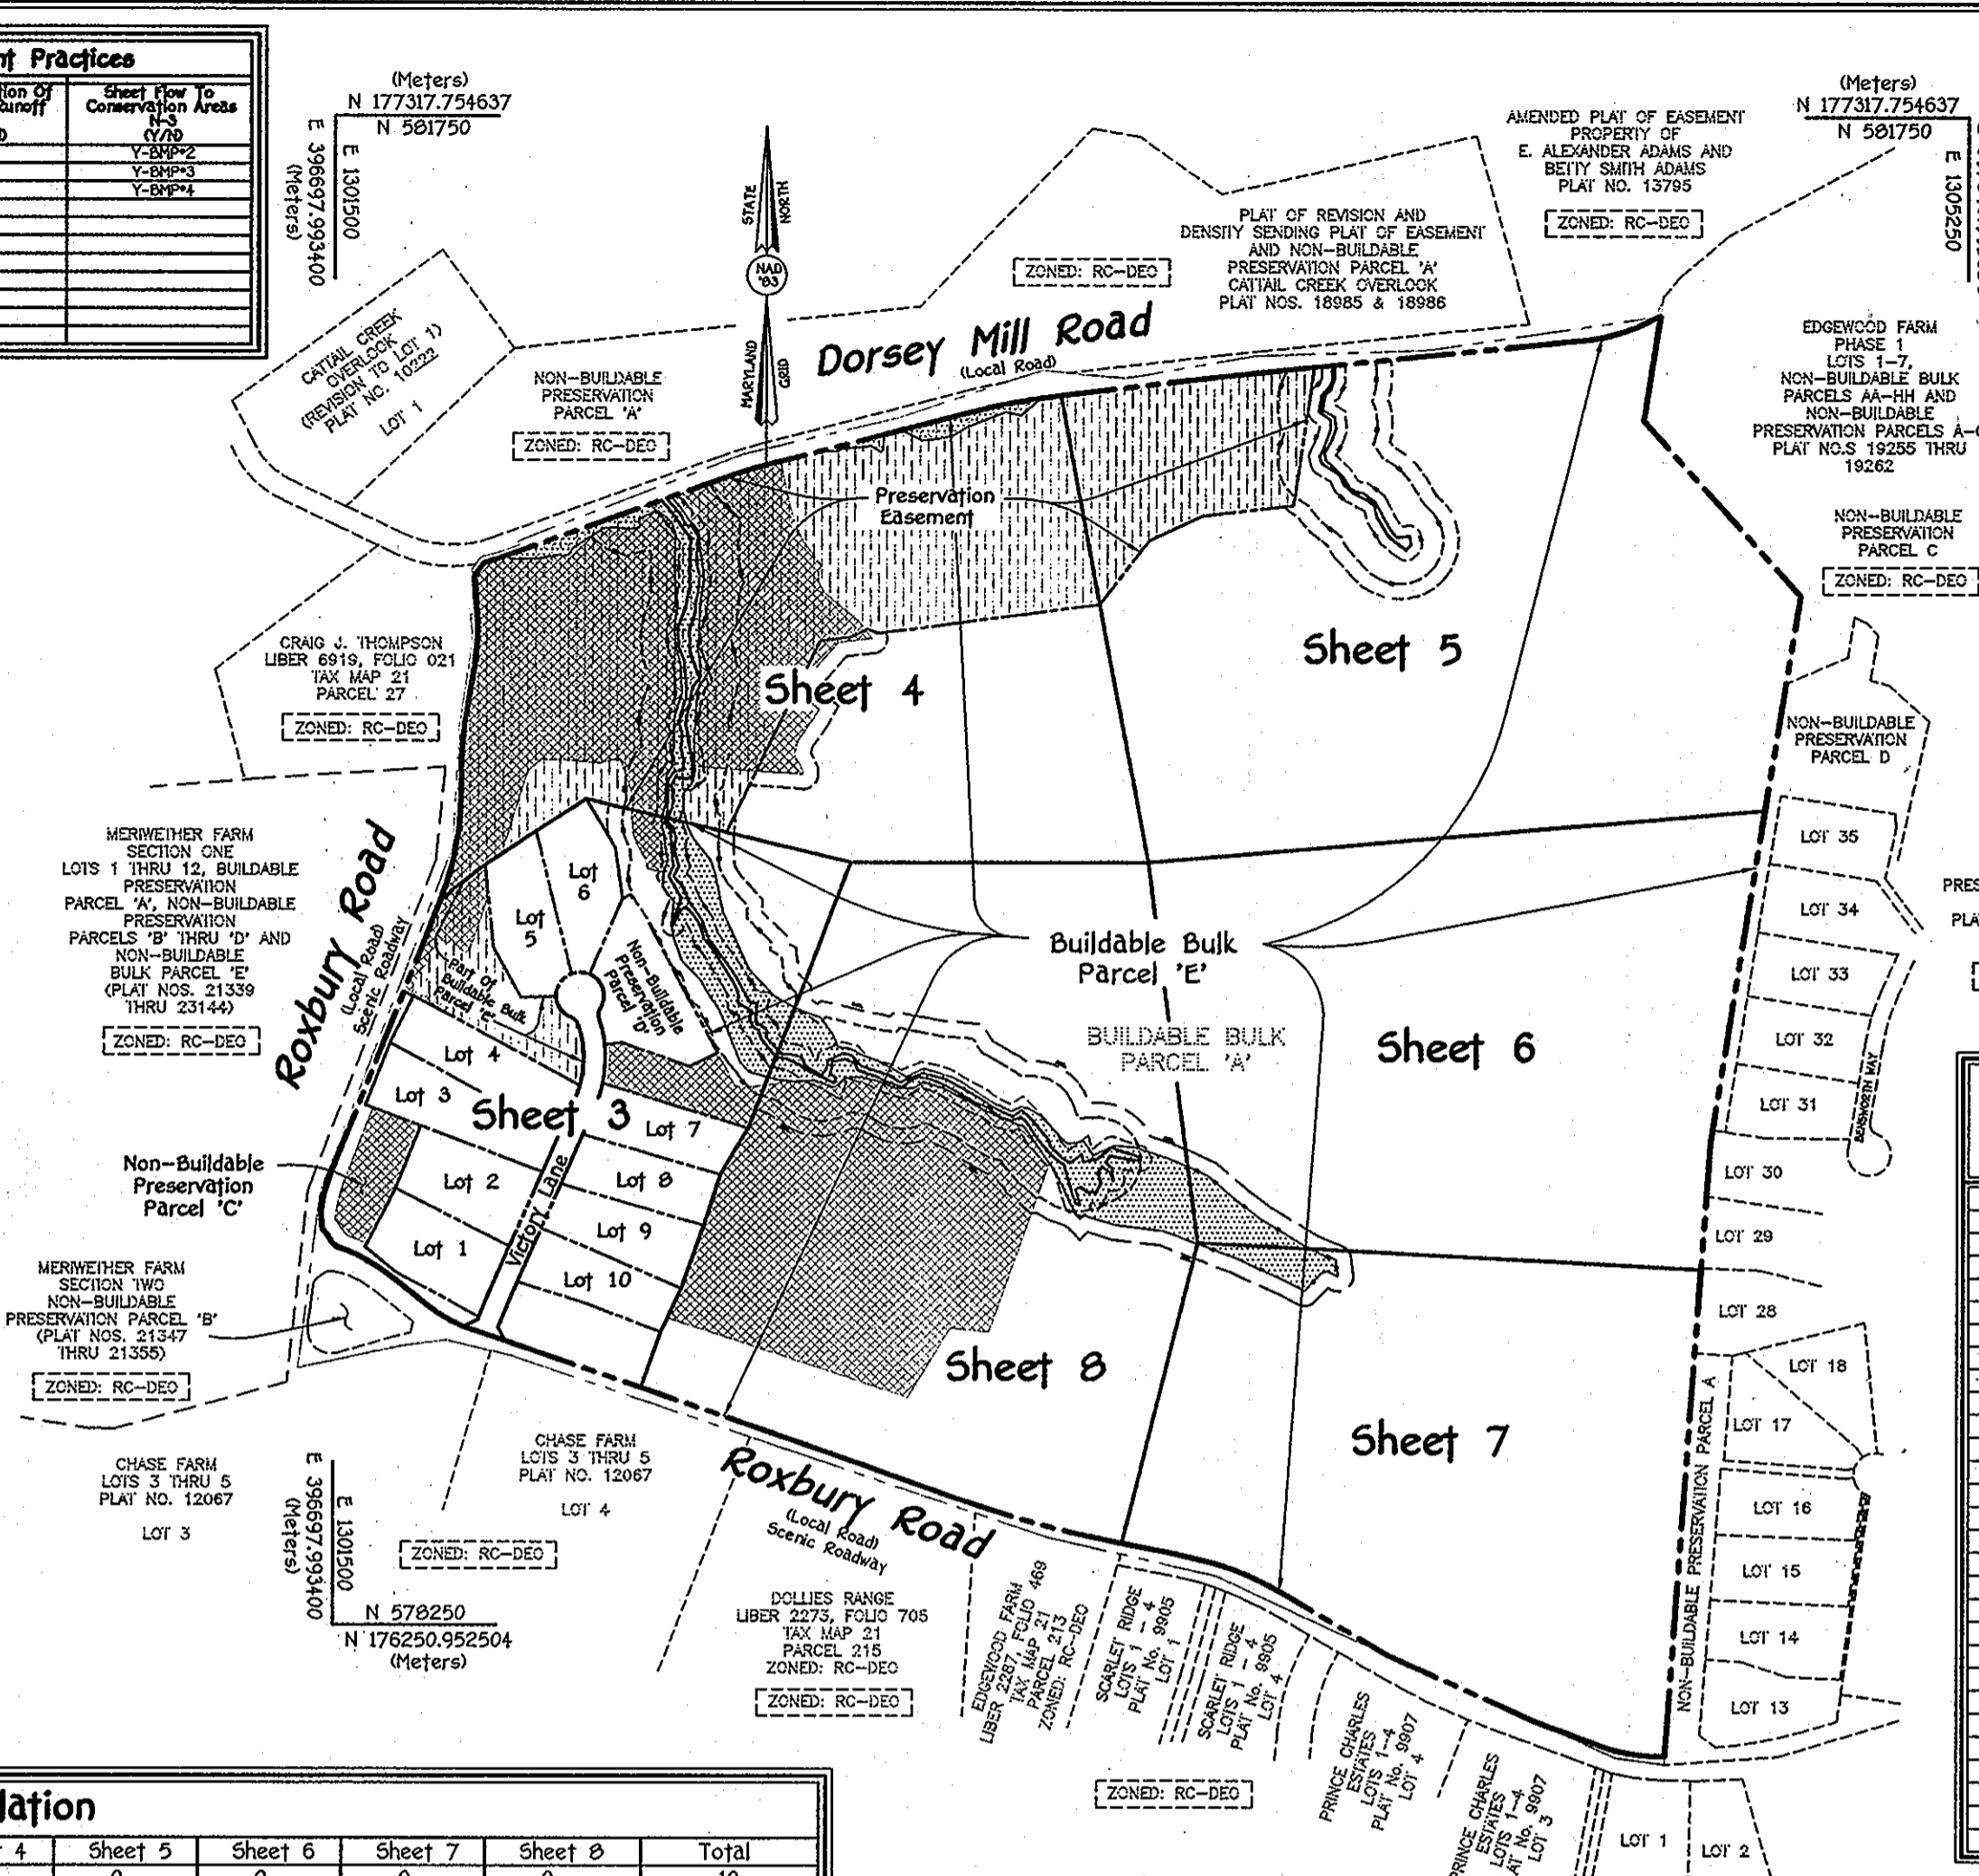 nt Practices
Sheet Flow To
Conservation Areas
N-3
(Y/N)
Y-BMP#2
Y-BMP#3
Y-BMP#4
(Meters)
N 177317.754637
N 581750
E 1301500
E 396697.993400
(Meters)
STATE
NORTH
NAD
'83
MARYLAND
GRID
(Meters)
N 177317.754637
N 581750
E 1305250
AMENDED PLAT OF EASEMENT
PROPERTY OF
E. ALEXANDER ADAMS AND
BETTY SMITH ADAMS
PLAT NO. 13795
ZONED: RC-DEO
PLAT OF REVISION AND
DENSITY SENDING PLAT OF EASEMENT
AND NON-BUILDABLE
PRESERVATION PARCEL 'A'
CATTAIL CREEK OVERLOOK
PLAT NOS. 18985 & 18986
ZONED: RC-DEO
CATTAIL CREEK
OVERLOOK
(REVISION TO LOT 1)
PLAT NO.
LOT 1
NON-BUILDABLE
PRESERVATION
PARCEL 'A'
ZONED: RC-DEO
Dorsey Mill Road
(Local Road)
EDGEWOOD FARM
PHASE 1
LOTS 1-7,
NON-BUILDABLE BULK
PARCELS AA-HH AND
NON-BUILDABLE
PRESERVATION PARCELS A-
PLAT NO.S 19255 THRU
19262
NON-BUILDABLE
PRESERVATION
PARCEL C
ZONED: RC-DEO
Preservation
Easement
CRAIG J. THOMPSON
LIBER 6919, FOLIO 021
TAX MAP 21
PARCEL 27
ZONED: RC-DEO
Sheet 4
Sheet 5
NON-BUILDABLE
PRESERVATION
PARCEL D
MERIWETHER FARM
SECTION ONE
LOTS 1 THRU 12, BUILDABLE
PRESERVATION
PARCEL 'A', NON-BUILDABLE
PRESERVATION
PARCELS 'B' THRU 'D' AND
NON-BUILDABLE
BULK PARCEL 'E'
(PLAT NOS. 21339
THRU 23144)
ZONED: RC-DEO
Roxbury Road
(Local Road)
Scenic Roadway
Lot
6
Lot
5
Part Of
Buildable Bulk
Parcel 'E'
Non-Buildable
Preservation
Parcel 'D'
Buildable Bulk
Parcel 'E'
BUILDABLE BULK
PARCEL 'A'
Sheet 6
LOT 35
LOT 34
LOT 33
LOT 32
LOT 31
LOT 30
LOT 29
LOT 28
BENSWORTH WAY
PRES
PLA
Lot 4
Lot 3
Sheet 3
Lot 7
Lot 2
Lot 8
Lot 9
Lot 1
Lot 10
Victory Lane
Non-Buildable
Preservation
Parcel 'C'
MERIWETHER FARM
SECTION TWO
NON-BUILDABLE
PRESERVATION PARCEL 'B'
(PLAT NOS. 21347
THRU 21355)
ZONED: RC-DEO
Sheet 8
Sheet 7
NON-BUILDABLE PRESERVATION PARCEL A
LOT 18
LOT 17
LOT 16
LOT 15
LOT 14
LOT 13
CHASE FARM
LOTS 3 THRU 5
PLAT NO. 12067
LOT 3
E 1301500
E 396697.993400
(Meters)
N 578250
N 176250.952504
(Meters)
CHASE FARM
LOTS 3 THRU 5
PLAT NO. 12067
LOT 4
ZONED: RC-DEO
Roxbury Road
(Local Road)
Scenic Roadway
DOLLIES RANGE
LIBER 2273, FOLIO 705
TAX MAP 21
PARCEL 215
ZONED: RC-DEO
ZONED: RC-DEO
EDGEWOOD FARM
LIBER 2287, FOLIO 469
TAX MAP 21
PARCEL 213
ZONED: RC-DEO
SCARLET RIDGE
LOTS 1 - 4
PLAT No. 9905
LOT 1
SCARLET RIDGE
LOTS 1 - 4
PLAT No. 9905
LOT 4
ZONED: RC-DEO
PRINCE CHARLES
ESTATES
LOTS 1-4
PLAT No. 9907
LOT 4
PRINCE CHARLES
ESTATES
LOTS 1-4
AT No. 9907
LOT 3
LOT 1
LOT 2
lation
4
Sheet 5
Sheet 6
Sheet 7
Sheet 8
Total